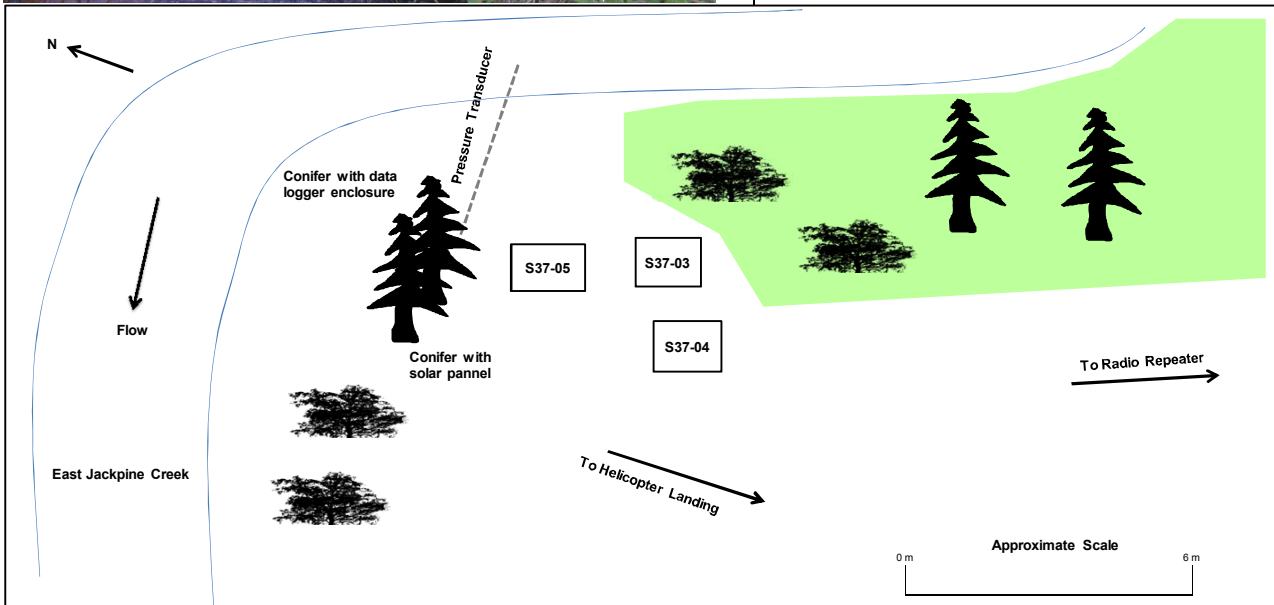 N
Pressure Transducer
Conifer with data
logger enclosure
S37-05
S37-03
S37-04
Flow
Conifer with
solar pannel
To Radio Repeater
East Jackpine Creek
To Helicopter Landing
Approximate Scale
0 m
6 m